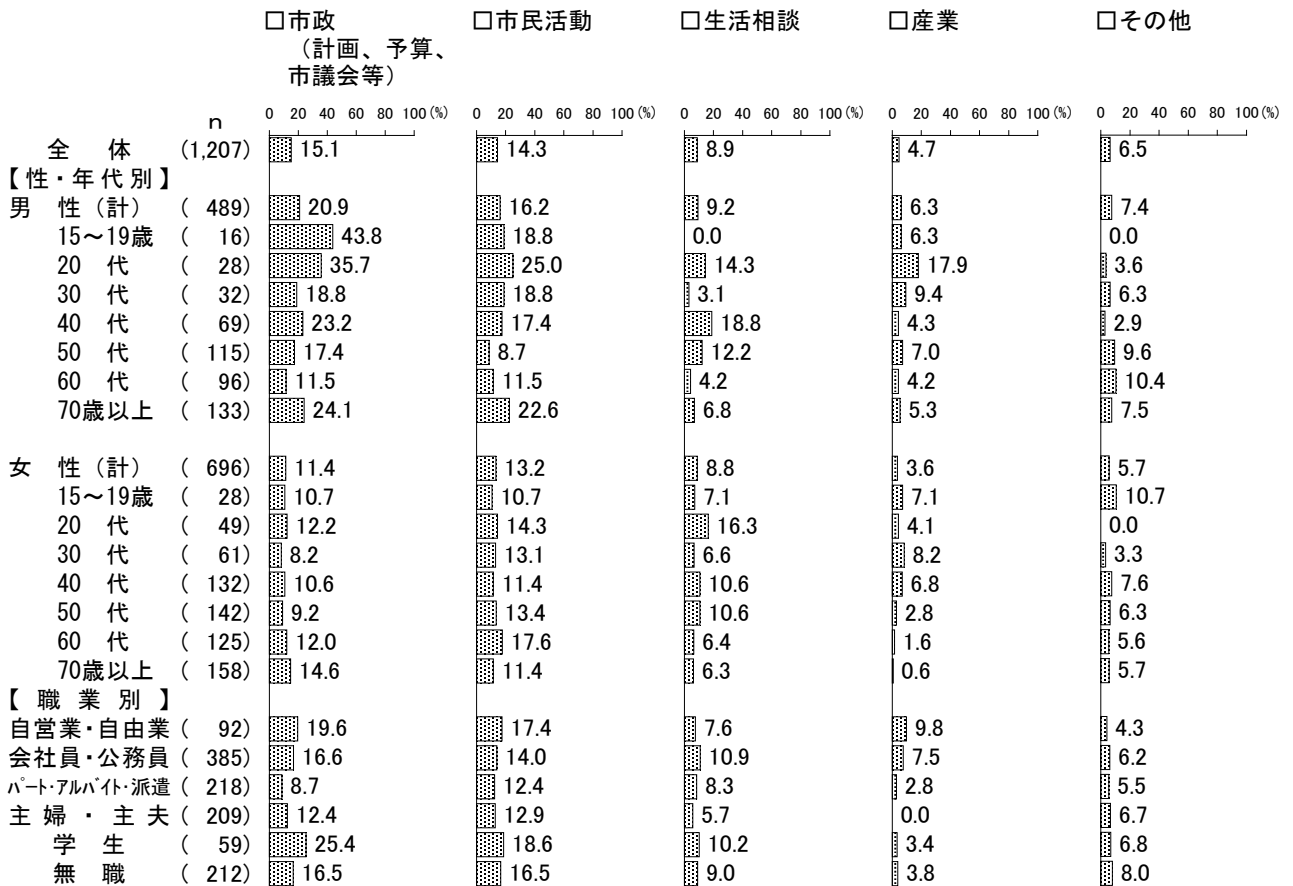 □市政 □市民活動 □生活相談 □産業 □その他
（計画、予算、
市議会等）
0 20 40 60 80 100(%) 0 20 40 60 80 100(%) 0 20 40 60 80 100(%) 0 20 40 60 80 100(%) 0 20 40 60 80 100(%)
n
全 体 (1,207) 15.1 14.3 8.9 4.7 6.5
【性・年代別】
男 性（計） ( 489) 20.9 16.2 9.2 6.3 7.4
15～19歳 ( 16) 43.8 18.8 0.0 6.3 0.0
20 代 ( 28) 35.7 25.0 14.3 17.9 3.6
30 代 ( 32) 18.8 18.8 3.1 9.4 6.3
40 代 ( 69) 23.2 17.4 18.8 4.3 2.9
50 代 ( 115) 17.4 8.7 12.2 7.0 9.6
60 代 ( 96) 11.5 11.5 4.2 4.2 10.4
70歳以上 ( 133) 24.1 22.6 6.8 5.3 7.5
女 性（計） ( 696) 11.4 13.2 8.8 3.6 5.7
15～19歳 ( 28) 10.7 10.7 7.1 7.1 10.7
20 代 ( 49) 12.2 14.3 16.3 4.1 0.0
30 代 ( 61) 8.2 13.1 6.6 8.2 3.3
40 代 ( 132) 10.6 11.4 10.6 6.8 7.6
50 代 ( 142) 9.2 13.4 10.6 2.8 6.3
60 代 ( 125) 12.0 17.6 6.4 1.6 5.6
70歳以上 ( 158) 14.6 11.4 6.3 0.6 5.7
【 職 業 別 】
自営業・自由業 ( 92) 19.6 17.4 7.6 9.8 4.3
会社員・公務員 ( 385) 16.6 14.0 10.9 7.5 6.2
ﾊﾟｰﾄ・ｱﾙﾊﾞｲﾄ・派遣 ( 218) 8.7 12.4 8.3 2.8 5.5
主 婦 ・ 主 夫 ( 209) 12.4 12.9 5.7 0.0 6.7
学 生 ( 59) 25.4 18.6 10.2 3.4 6.8
無 職 ( 212) 16.5 16.5 9.0 3.8 8.0